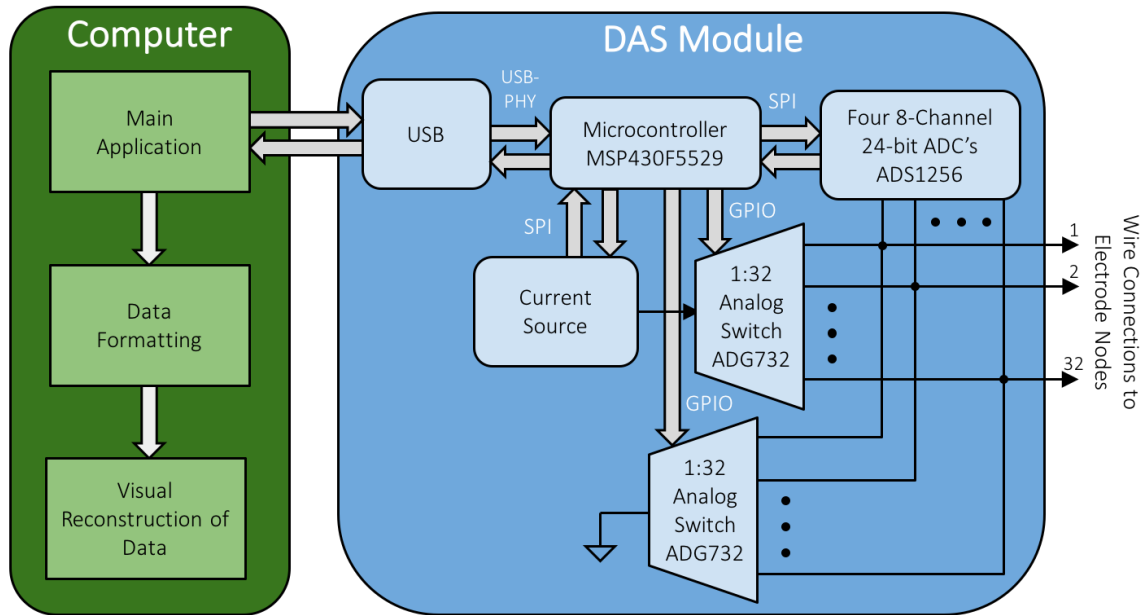 Computer
Main
Application
Data
Formatting
Visual
Reconstruction of
Data
DAS Module
USB
USB-
PHY
Microcontroller
MSP430F5529
SPI
Four 8-Channel
24-bit ADC's
ADS1256
SPI
GPIO
Current
Source
1:32
Analog
Switch
ADG732
GPIO
1:32
Analog
Switch
ADG732
1
2
32
Wire Connections to
Electrode Nodes